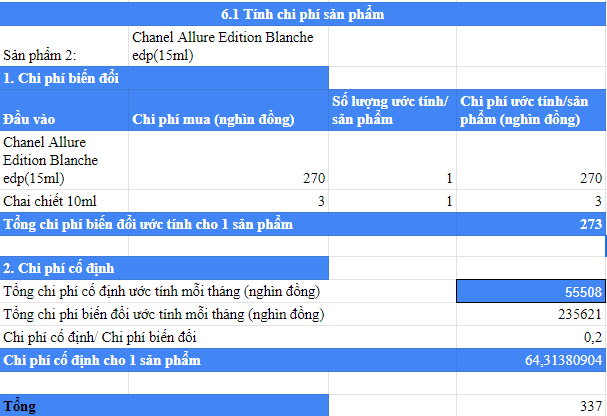 6.1 Tính chi phí sản phẩm
Sản phẩm 2: Chanel Allure Edition Blanche edp(15ml)
1. Chi phí biến đổi
Đầu vào Chi phí mua (nghìn đồng) Số lượng ước tính/ sản phẩm Chi phí ước tính/sản phẩm (nghìn đồng)
Chanel Allure Edition Blanche edp(15ml) 270 1 270
Chai chiết 10ml 3 1 3
Tổng chi phí biến đổi ước tính cho 1 sản phẩm 273
2. Chi phí cố định
Tổng chi phí cố định ước tính mỗi tháng (nghìn đồng) 55508
Tổng chi phí biến đổi ước tính mỗi tháng (nghìn đồng) 235621
Chi phí cố định/ Chi phí biến đổi 0,2
Chi phí cố định cho 1 sản phẩm 64,31380904
Tổng 337